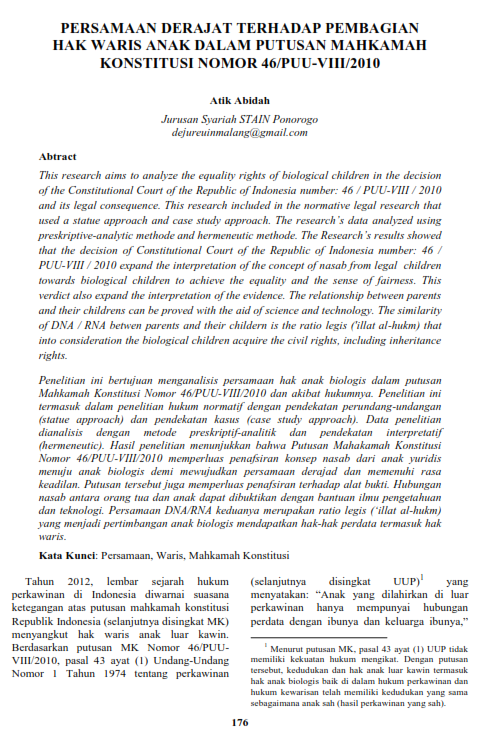 PERSAMAAN DERAJAT TERHADAP PEMBAGIAN
HAK WARIS ANAK DALAM PUTUSAN MAHKAMAH
KONSTITUSI NOMOR 46/PUU-VIII/2010
Atik Abidah
Jurusan Syariah STAIN Ponorogo
dejureuinmalang@gmail.com
Abtract
This research aims to analyze the equality rights of biological children in the decision
of the Constitutional Court of the Republic of Indonesia number: 46 / PUU-VIII / 2010
and its legal consequence. This research included in the normative legal research that
used a statue approach and case study approach. The research's data analyzed using
preskriptive-analytic methode and hermeneutic methode. The Research's results showed
that the decision of Constitutional Court of the Republic of Indonesia number: 46 /
PUU-VIII / 2010 expand the interpretation of the concept of nasab from legal children
towards biological children to achieve the equality and the sense of fairness. This
verdict also expand the interpretation of the evidence. The relationship between parents
and their childrens can be proved with the aid of science and technology. The similarity
of DNA / RNA betwen parents and their childern is the ratio legis ('illat al-hukm) that
into consideration the biological children acquire the civil rights, including inheritance
rights.
Penelitian ini bertujuan menganalisis persamaan hak anak biologis dalam putusan
Mahkamah Konstitusi Nomor 46/PUU-VIII/2010 dan akibat hukumnya. Penelitian ini
termasuk dalam penelitian hukum normatif dengan pendekatan perundang-undangan
(statue approach) dan pendekatan kasus (case study approach). Data penelitian
dianalisis dengan metode preskriptif-analitik dan pendekatan interpretatif
(hermeneutic). Hasil penelitian menunjukkan bahwa Putusan Mahakamah Konstitusi
Nomor 46/PUU-VIII/2010 memperluas penafsiran konsep nasab dari anak yuridis
menuju anak biologis demi mewujudkan persamaan derajad dan memenuhi rasa
keadilan. Putusan tersebut juga memperluas penafsiran terhadap alat bukti. Hubungan
nasab antara orang tua dan anak dapat dibuktikan dengan bantuan ilmu pengetahuan
dan teknologi. Persamaan DNA/RNA keduanya merupakan ratio legis ('illat al-hukm)
yang menjadi pertimbangan anak biologis mendapatkan hak-hak perdata termasuk hak
waris.
Kata Kunci: Persamaan, Waris, Mahkamah Konstitusi
Tahun 2012, lembar sejarah hukum
perkawinan di Indonesia diwarnai suasana
ketegangan atas putusan mahkamah konstitusi
Republik Indonesia (selanjutnya disingkat MK)
menyangkut hak waris anak luar kawin.
Berdasarkan putusan MK Nomor 46/PUU-
VIII/2010, pasal 43 ayat (1) Undang-Undang
Nomor 1 Tahun 1974 tentang perkawinan
(selanjutnya disingkat UUP)1 yang
menyatakan: “Anak yang dilahirkan di luar
perkawinan hanya mempunyai hubungan
perdata dengan ibunya dan keluarga ibunya,”
1 Menurut putusan MK, pasal 43 ayat (1) UUP tidak
memiliki kekuatan hukum mengikat. Dengan putusan
tersebut, kedudukan dan hak anak luar kawin termasuk
hak anak biologis baik di dalam hukum perkawinan dan
hukum kewarisan telah memiliki kedudukan yang sama
sebagaimana anak sah (hasil perkawinan yang sah).
176